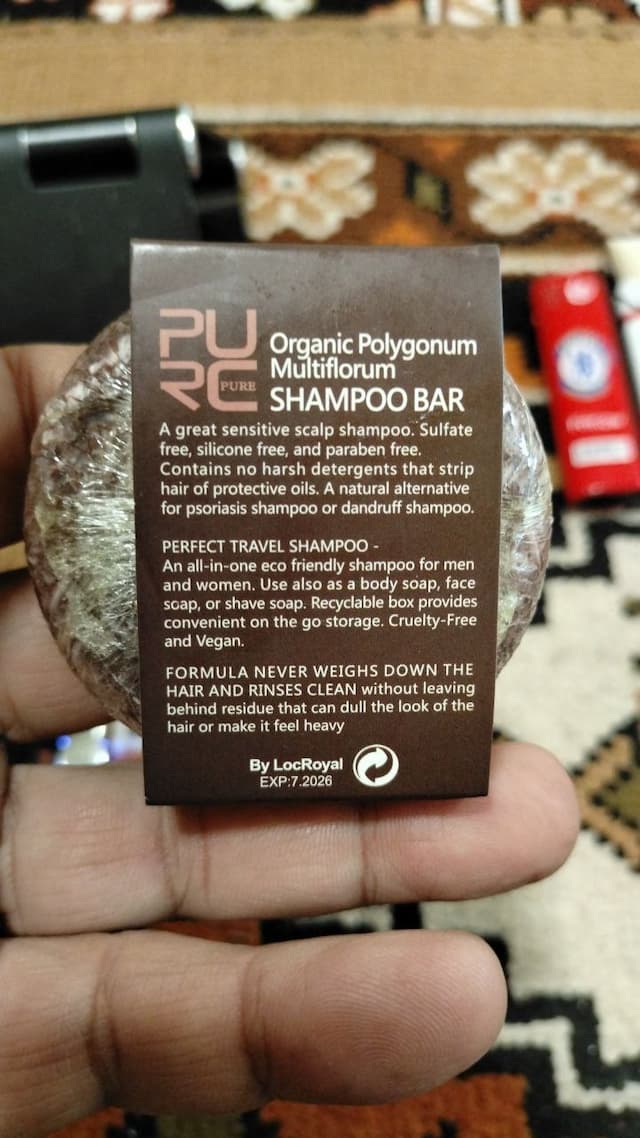 PURC
PURE
Organic Polygonum
Multiflorum
SHAMPOO BAR
A great sensitive scalp shampoo. Sulfate
free, silicone free, and paraben free.
Contains no harsh detergents that strip
hair of protective oils. A natural alternative
for psoriasis shampoo or dandruff shampoo.
PERFECT TRAVEL SHAMPOO -
An all-in-one eco friendly shampoo for men
and women. Use also as a body soap, face
soap, or shave soap. Recyclable box provides
convenient on the go storage. Cruelty-Free
and Vegan.
FORMULA NEVER WEIGHS DOWN THE
HAIR AND RINSES CLEAN without leaving
behind residue that can dull the look of the
hair or make it feel heavy
By LocRoyal
EXP:7.2026